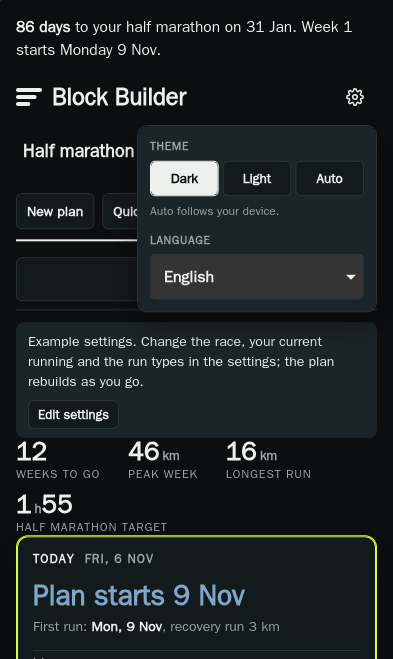 86 days to your half marathon on 31 Jan. Week 1
starts Monday 9 Nov.
Block Builder
Half marathon
THEME
Dark Light Auto
Auto follows your device.
LANGUAGE
English
New plan
Example settings. Change the race, your current
running and the run types in the settings; the plan
rebuilds as you go.
Edit settings
12 46 km 16 km
WEEKS TO GO PEAK WEEK LONGEST RUN
1h55
HALF MARATHON TARGET
TODAY FRI, 6 NOV
Plan starts 9 Nov
First run: Mon, 9 Nov, recovery run 3 km